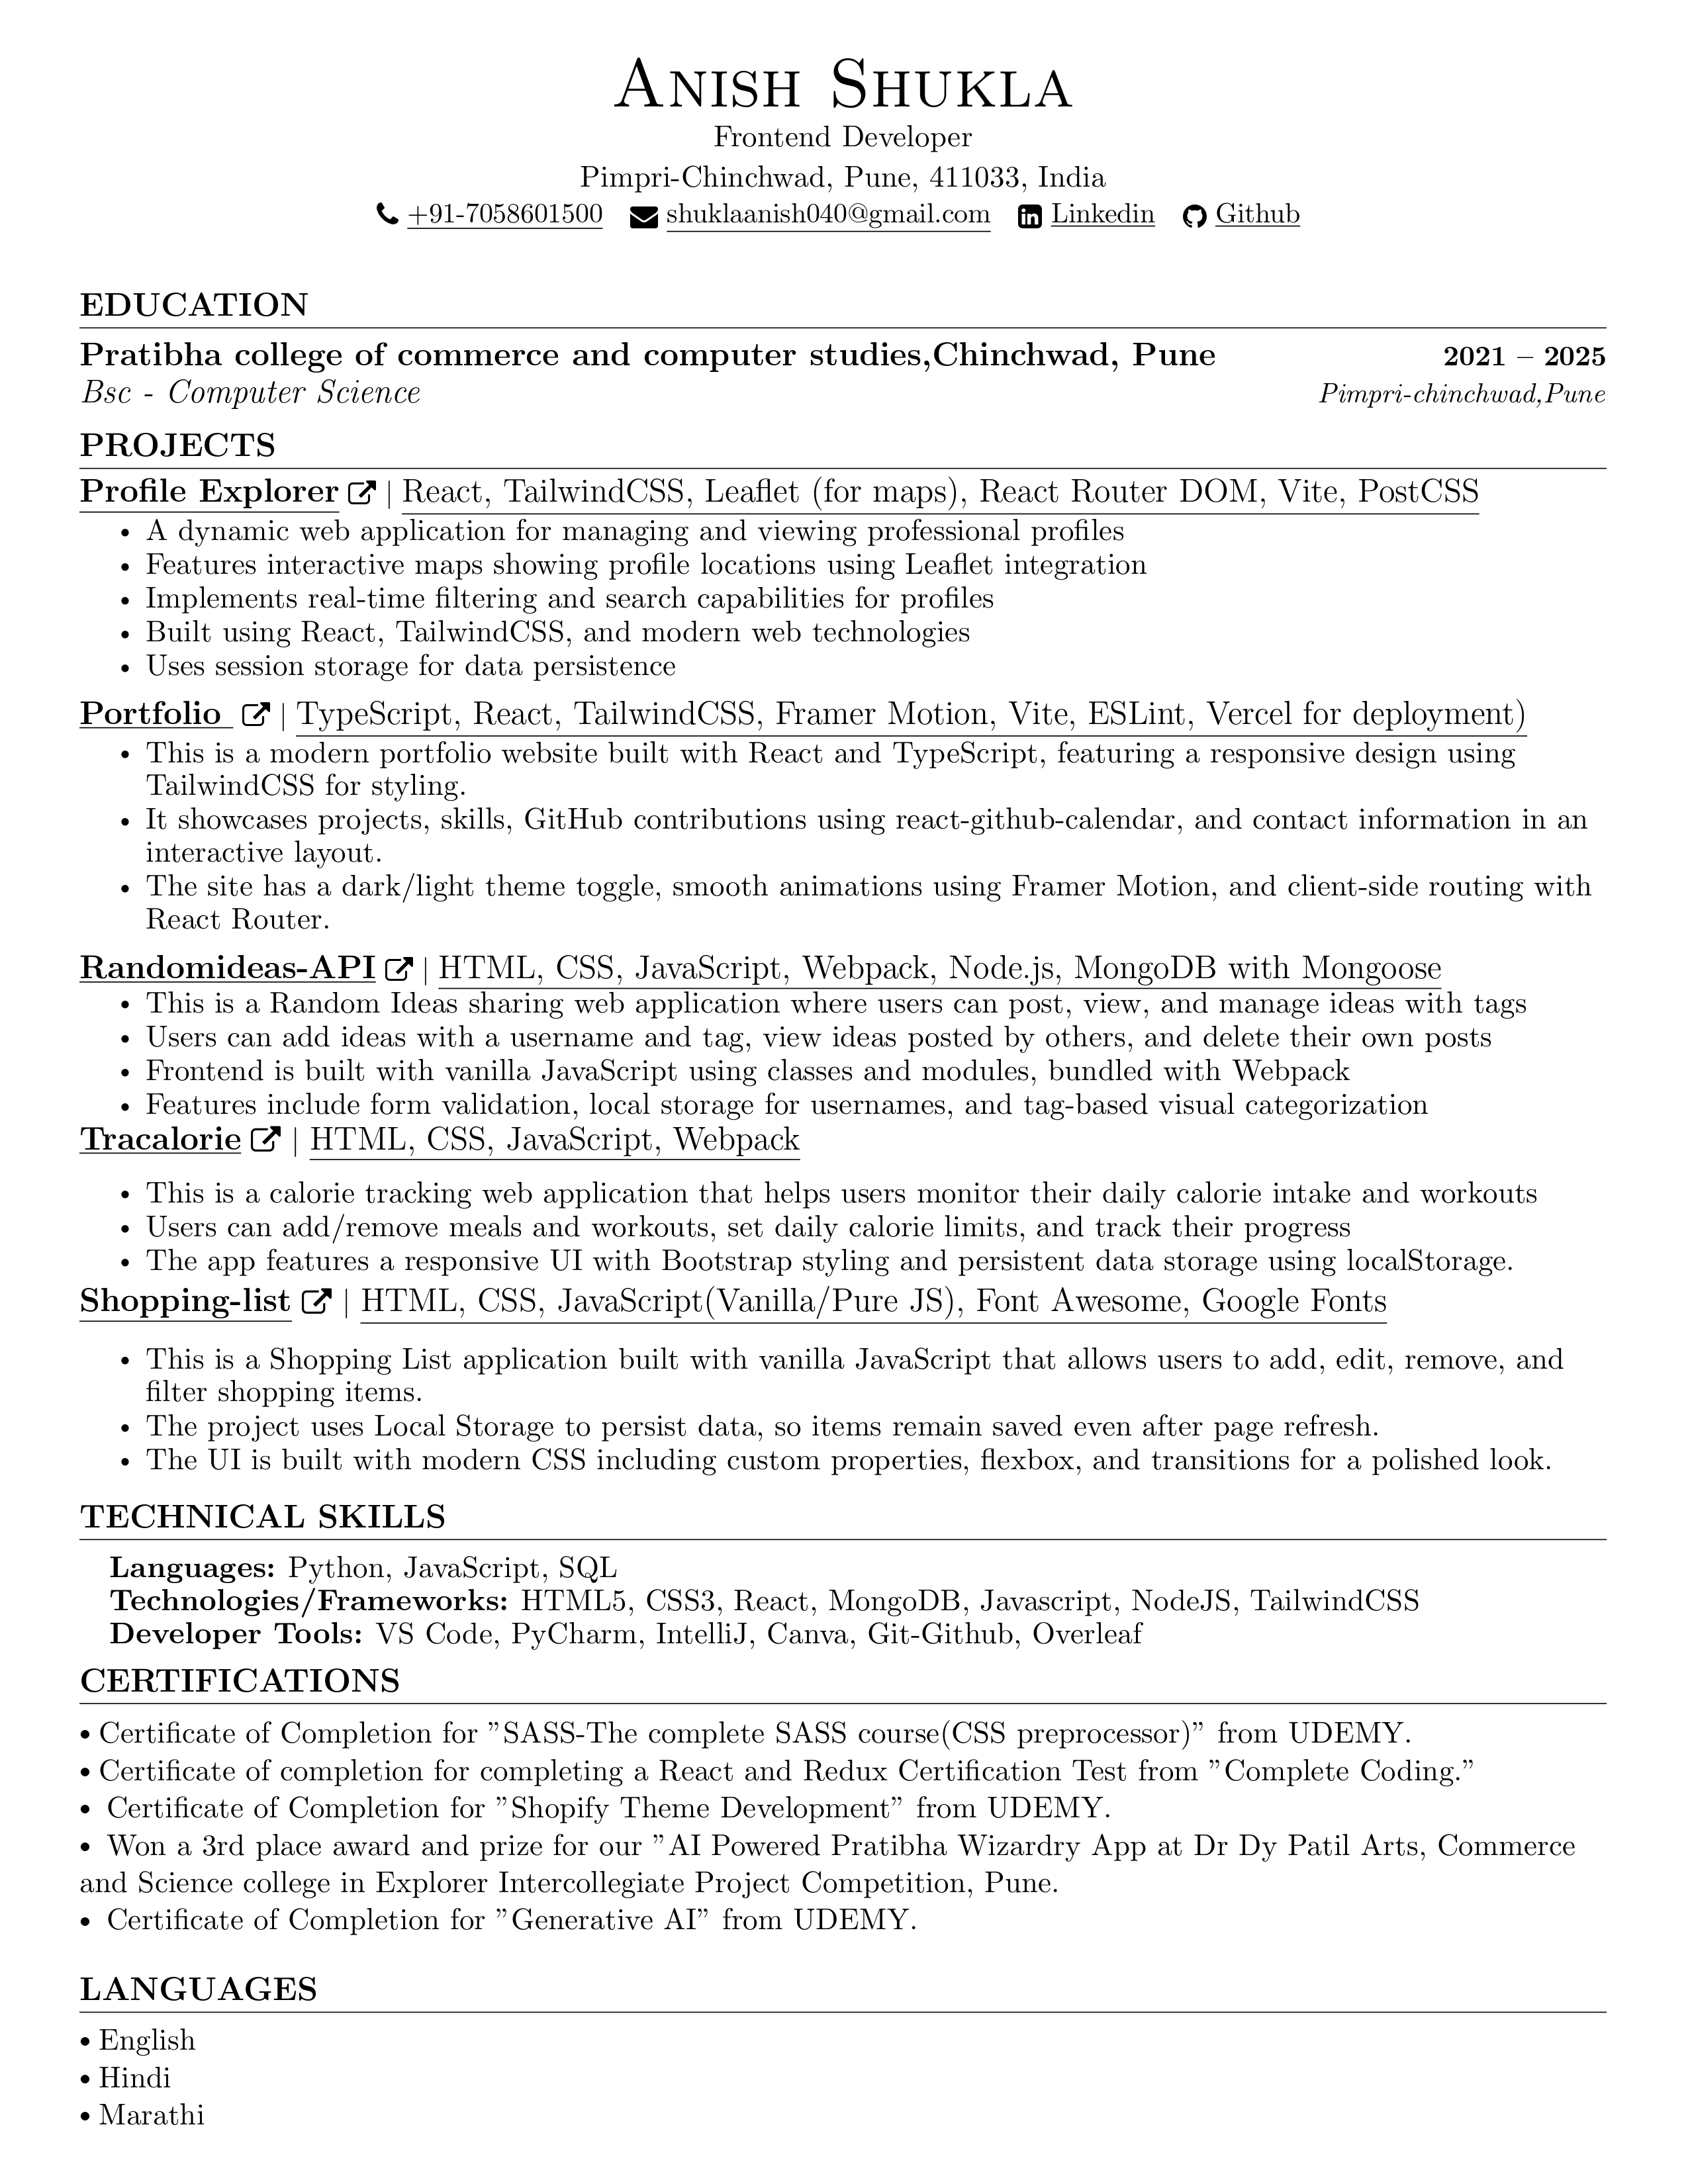 Anish Shukla
Frontend Developer
Pimpri-Chinchwad, Pune, 411033, India
+91-7058601500 shuklaanish040@gmail.com Linkedin Github
EDUCATION
Pratibha college of commerce and computer studies,Chinchwad, Pune 2021 – 2025
Bsc - Computer Science Pimpri-chinchwad,Pune
PROJECTS
Profile Explorer | React, TailwindCSS, Leaflet (for maps), React Router DOM, Vite, PostCSS
• A dynamic web application for managing and viewing professional profiles
• Features interactive maps showing profile locations using Leaflet integration
• Implements real-time filtering and search capabilities for profiles
• Built using React, TailwindCSS, and modern web technologies
• Uses session storage for data persistence
Portfolio | TypeScript, React, TailwindCSS, Framer Motion, Vite, ESLint, Vercel for deployment)
• This is a modern portfolio website built with React and TypeScript, featuring a responsive design using
TailwindCSS for styling.
• It showcases projects, skills, GitHub contributions using react-github-calendar, and contact information in an
interactive layout.
• The site has a dark/light theme toggle, smooth animations using Framer Motion, and client-side routing with
React Router.
Randomideas-API | HTML, CSS, JavaScript, Webpack, Node.js, MongoDB with Mongoose
• This is a Random Ideas sharing web application where users can post, view, and manage ideas with tags
• Users can add ideas with a username and tag, view ideas posted by others, and delete their own posts
• Frontend is built with vanilla JavaScript using classes and modules, bundled with Webpack
• Features include form validation, local storage for usernames, and tag-based visual categorization
Tracalorie | HTML, CSS, JavaScript, Webpack
• This is a calorie tracking web application that helps users monitor their daily calorie intake and workouts
• Users can add/remove meals and workouts, set daily calorie limits, and track their progress
• The app features a responsive UI with Bootstrap styling and persistent data storage using localStorage.
Shopping-list | HTML, CSS, JavaScript(Vanilla/Pure JS), Font Awesome, Google Fonts
• This is a Shopping List application built with vanilla JavaScript that allows users to add, edit, remove, and
filter shopping items.
• The project uses Local Storage to persist data, so items remain saved even after page refresh.
• The UI is built with modern CSS including custom properties, flexbox, and transitions for a polished look.
TECHNICAL SKILLS
Languages: Python, JavaScript, SQL
Technologies/Frameworks: HTML5, CSS3, React, MongoDB, Javascript, NodeJS, TailwindCSS
Developer Tools: VS Code, PyCharm, IntelliJ, Canva, Git-Github, Overleaf
CERTIFICATIONS
• Certificate of Completion for ”SASS-The complete SASS course(CSS preprocessor)” from UDEMY.
• Certificate of completion for completing a React and Redux Certification Test from ”Complete Coding.”
• Certificate of Completion for ”Shopify Theme Development” from UDEMY.
• Won a 3rd place award and prize for our ”AI Powered Pratibha Wizardry App at Dr Dy Patil Arts, Commerce
and Science college in Explorer Intercollegiate Project Competition, Pune.
• Certificate of Completion for ”Generative AI” from UDEMY.
LANGUAGES
• English
• Hindi
• Marathi